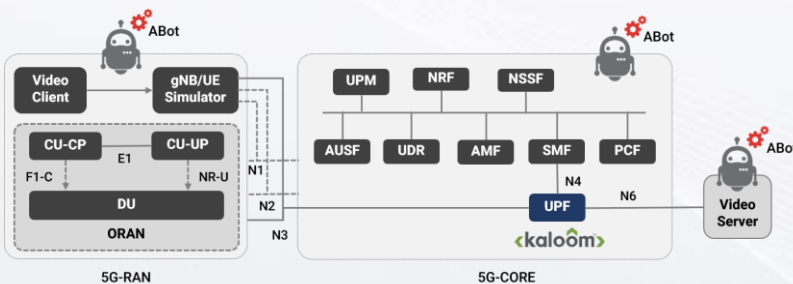 ABot
ABot
Video
Client
gNB/UE
Simulator
UPM
NRF
NSSF
CU-CP
E1
CU-UP
F1-C
NR-U
DU
ORAN
N1
N2
N3
AUSF
UDR
AMF
SMF
PCF
N4
UPF
N6
kaloom
ABot
Video
Server
5G-RAN
5G-CORE